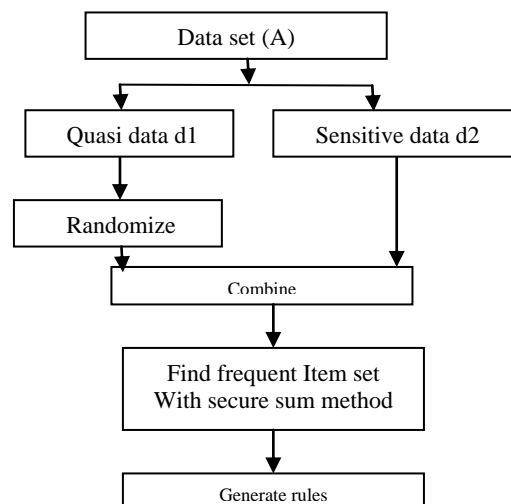 Data set (A)
Quasi data d1
Sensitive data d2
Randomize
Combine
Find frequent Item set
With secure sum method
Generate rules